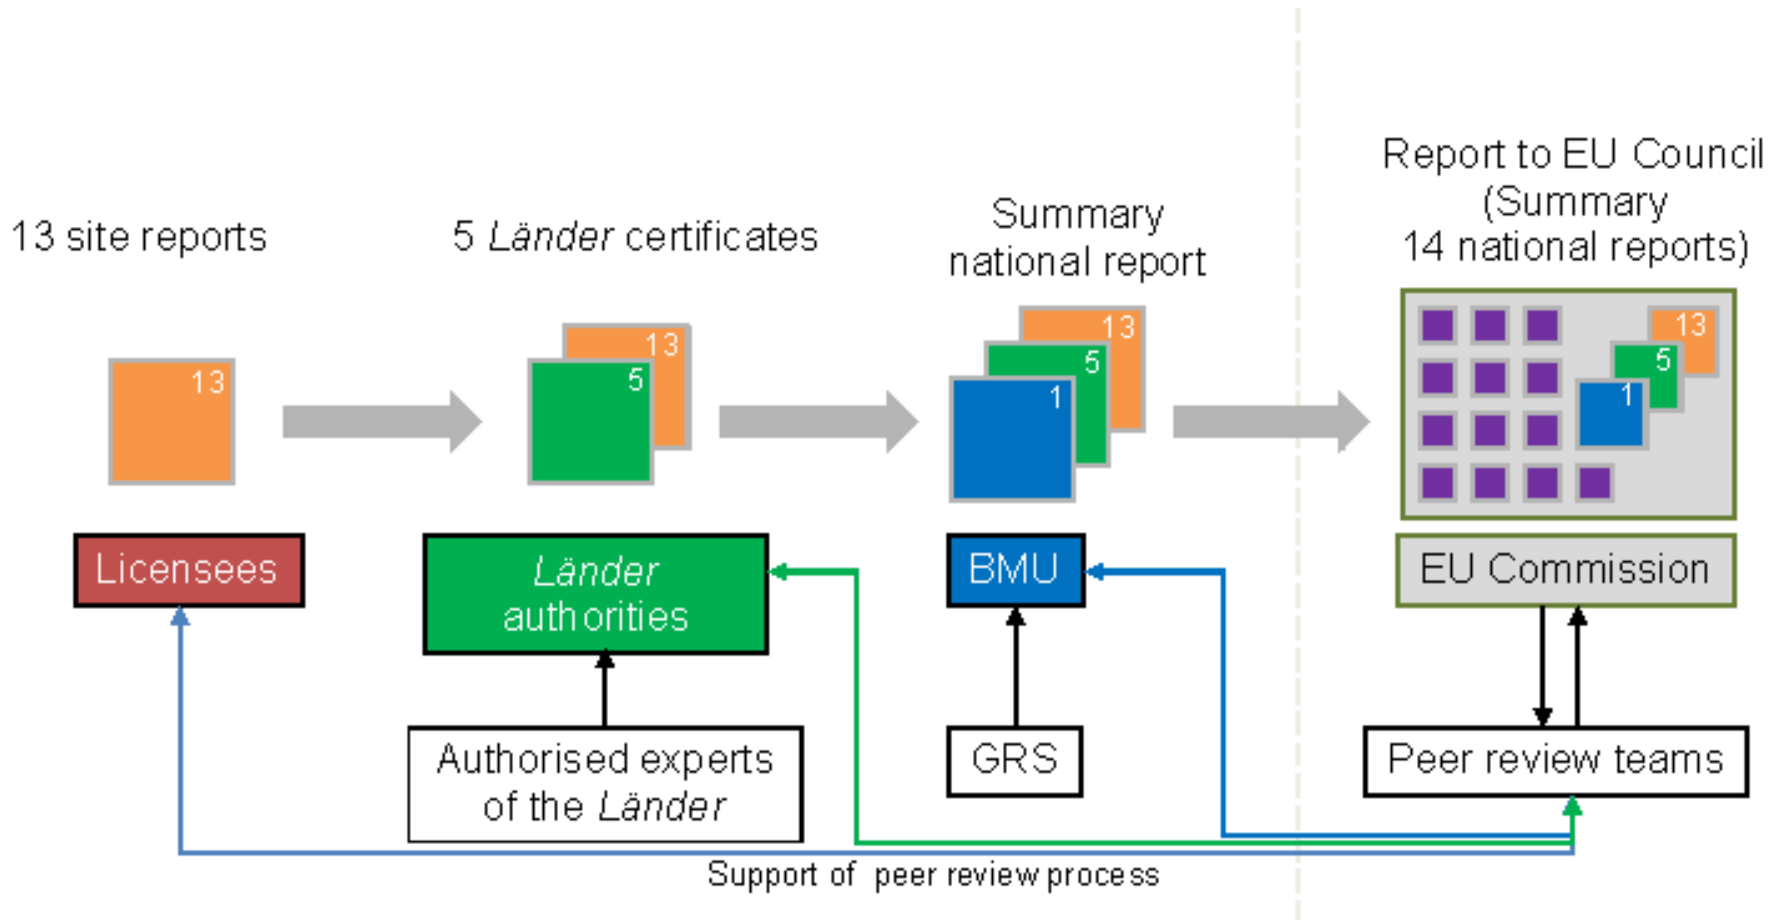 13 site reports
5 Länder certificates
Summary
national report
Report to EU Council
(Summary
14 national reports)
13
13
5
13
5
1
13
5
1
Licensees
Länder
authorities
BMU
EU Commission
Authorised experts
of the Länder
GRS
Peer review teams
Support of peer review process